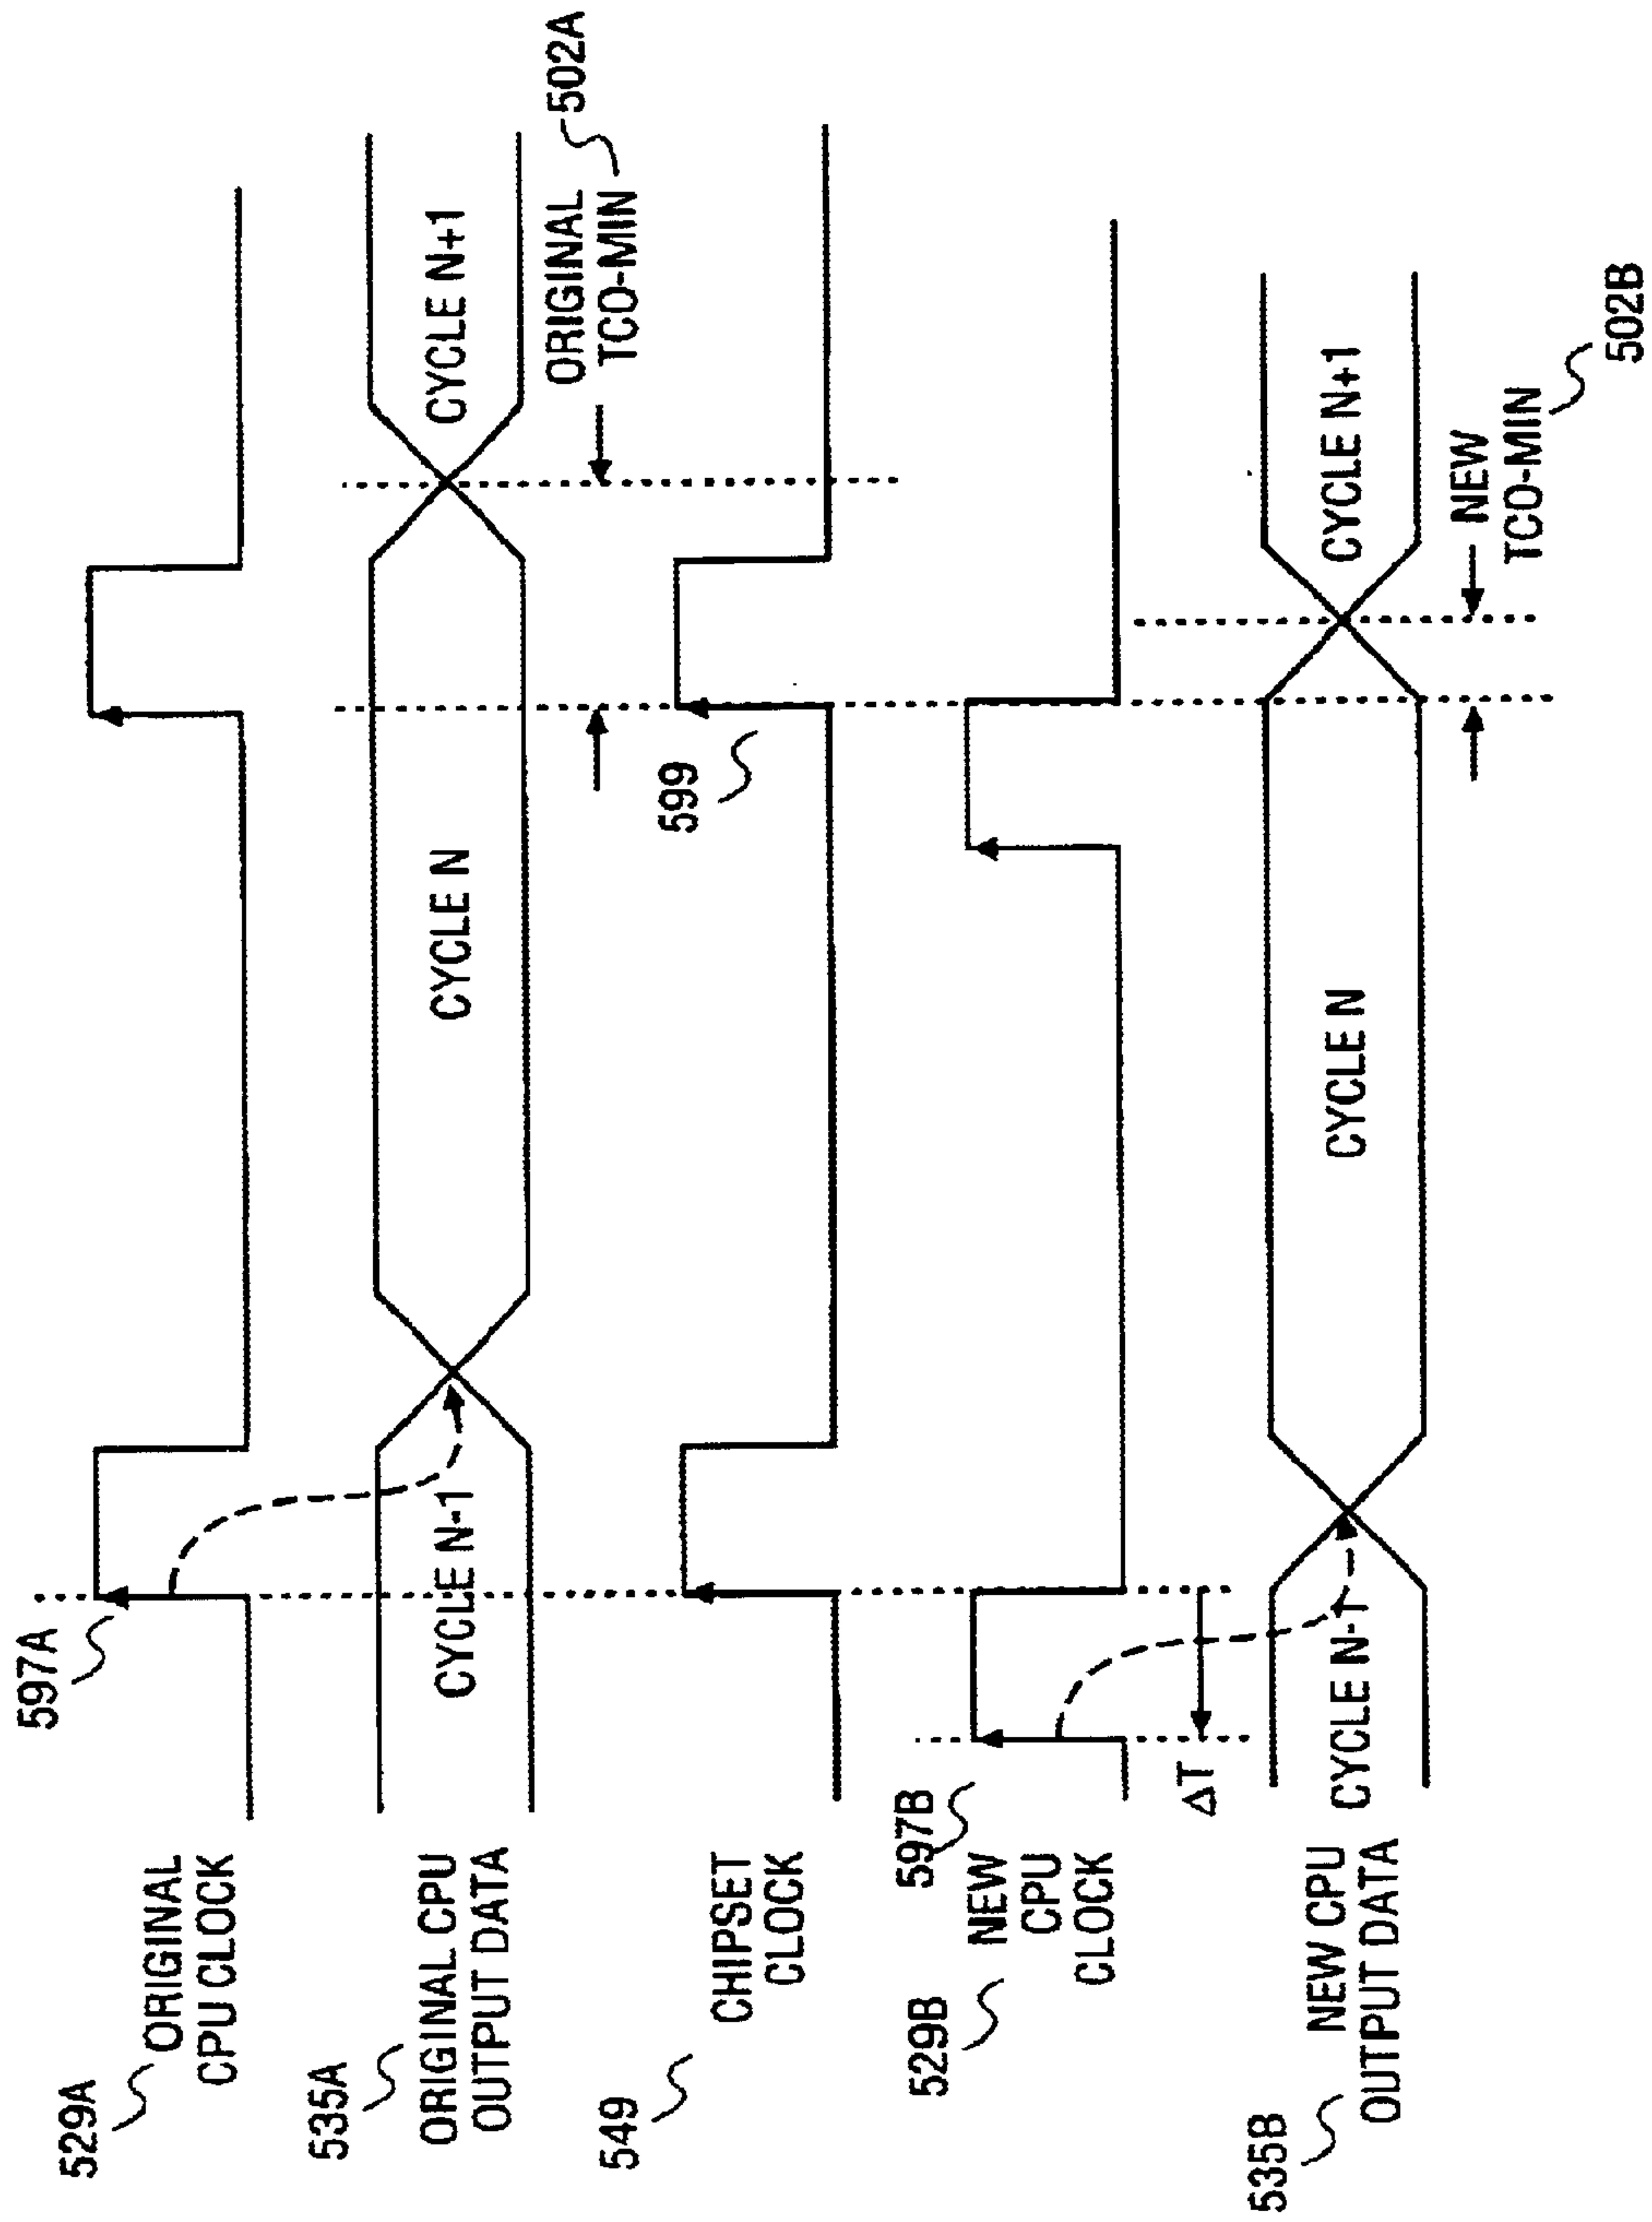 597A
529A
ORIGINAL
CPU CLOCK
535A
ORIGINAL CPU
OUTPUT DATA
CYCLE N-1
CYCLE N
CYCLE N+1
ORIGINAL
TCO-MIN
502A
549
CHIPSET
CLOCK
599
597B
529B
NEW
CPU
CLOCK
ΔT
535B
NEW CPU
OUTPUT DATA
CYCLE N-1
CYCLE N
CYCLE N+1
NEW
TCO-MIN
502B